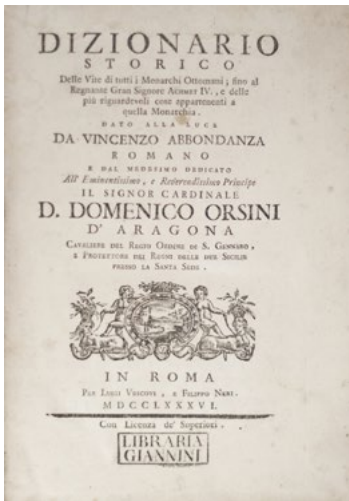 DIZIONARIO
STORICO
Delle Vite di tutti i Monarchi Ottomani; fino al
Regnante Gran Signore ACHMET IV., e delle
più riguardevoli cose appartenenti a
quella Monarchia.
DATO ALLA LUCE
DA VINCENZO ABBONDANZA
ROMANO
E DAL MEDESIMO DEDICATO
All' Eminentissimo, e Reverendissimo Principe
IL SIGNOR CARDINALE
D. DOMENICO ORSINI
D' ARAGONA
CAVALIERE DEL REGIO ORDINE DI S. GENNARO,
E PROTETTORE DEI REGNI DELLE DUE SICILIE
PRESSO LA SANTA SEDE.
IN ROMA
PER LUIGI VESCOVI, E FILIPPO NERI.
MDCCLXXXVI.
Con Licenza de' Superiori.
LIBRARIA
GIANNINI